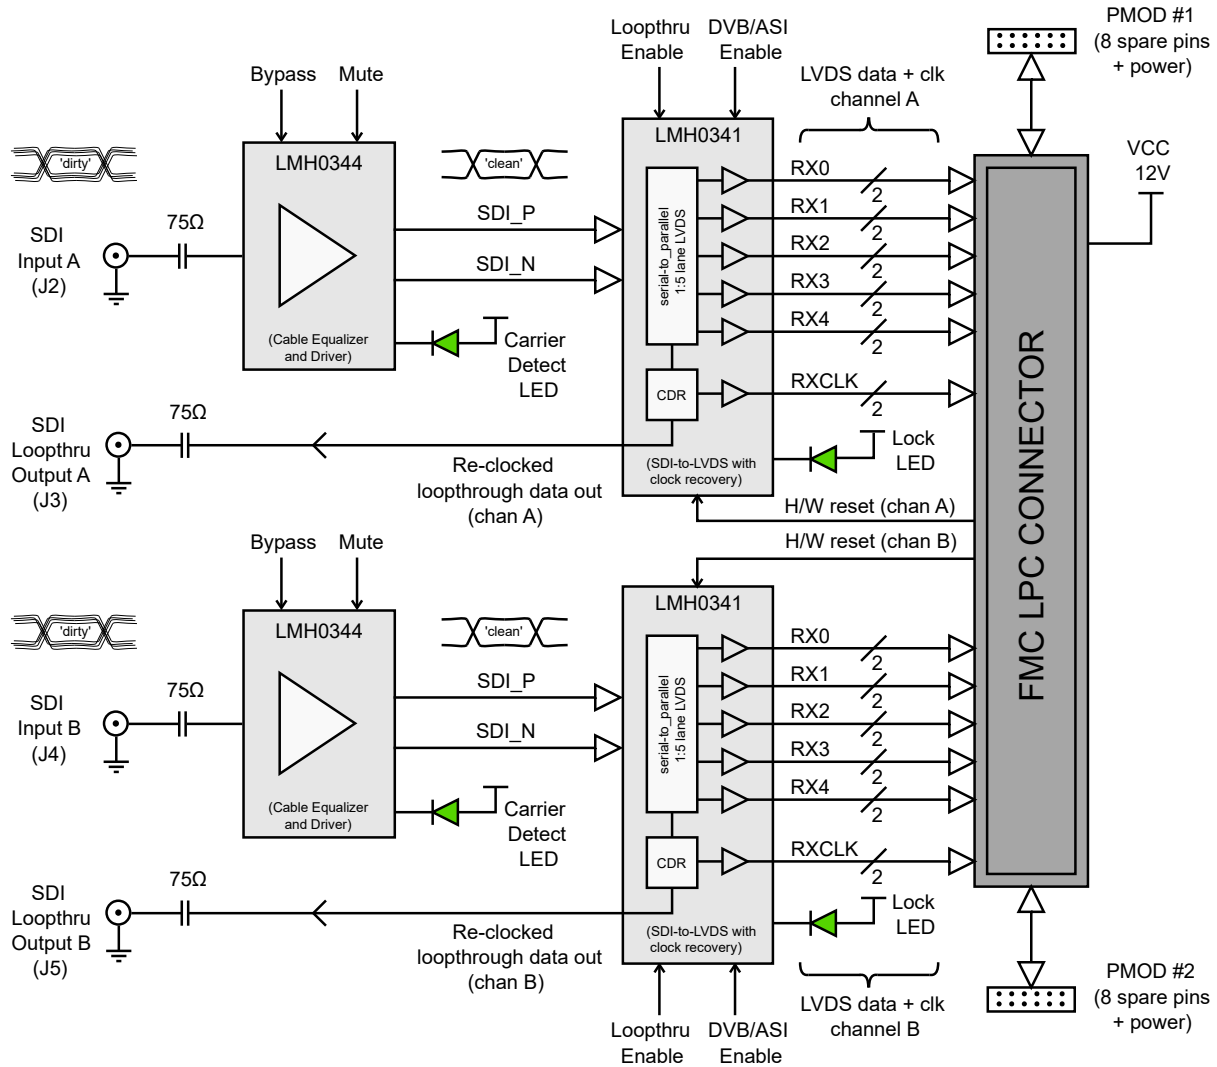 PMOD #1
(8 spare pins
+ power)
Loopthru
Enable
DVB/ASI
Enable
LVDS data + clk
channel A
Bypass
Mute
LMH0344
'dirty'
'clean'
LMH0341
VCC
12V
SDI
Input A
(J2)
75Ω
SDI_P
SDI_N
serial-to_parallel
1:5 lane LVDS
RX0
2
RX1
2
RX2
2
RX3
2
RX4
2
(Cable Equalizer
and Driver)
Carrier
Detect
LED
CDR
RXCLK
2
SDI
Loopthru
Output A
(J3)
75Ω
Re-clocked
loopthrough data out
(chan A)
(SDI-to-LVDS with
clock recovery)
Lock
LED
H/W reset (chan A)
H/W reset (chan B)
FMC LPC CONNECTOR
Bypass
Mute
LMH0344
'dirty'
'clean'
LMH0341
SDI
Input B
(J4)
75Ω
SDI_P
SDI_N
serial-to_parallel
1:5 lane LVDS
RX0
2
RX1
2
RX2
2
RX3
2
RX4
2
(Cable Equalizer
and Driver)
Carrier
Detect
LED
CDR
RXCLK
2
SDI
Loopthru
Output B
(J5)
75Ω
Re-clocked
loopthrough data out
(chan B)
(SDI-to-LVDS with
clock recovery)
Lock
LED
LVDS data + clk
channel B
Loopthru
Enable
DVB/ASI
Enable
PMOD #2
(8 spare pins
+ power)